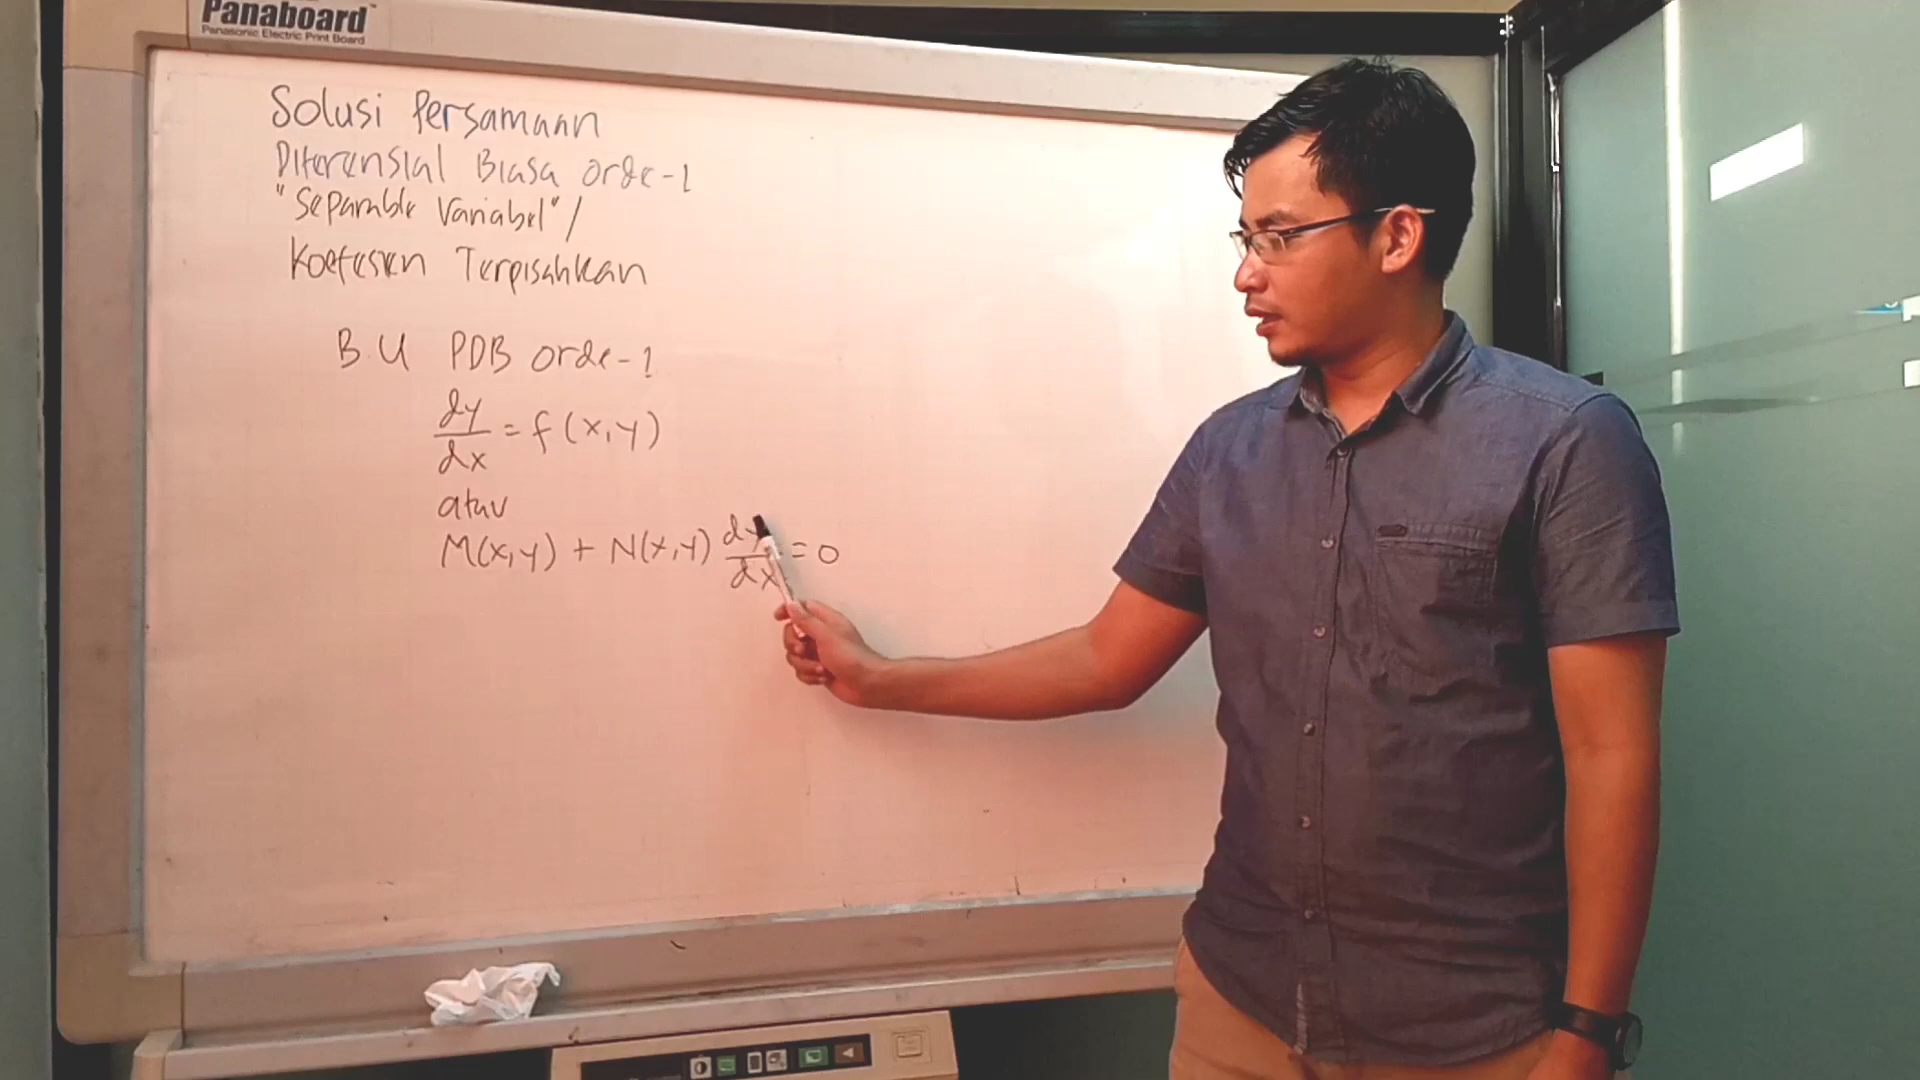 Panaboard
Panasonic Electric Print Board
Solusi Persamaan
Diferensial Biasa orde-1
"Separable Variabel" /
Koefesien Terpisahkan
B.U PDB orde-1
dy/dx = f(x,y)
atau
M(x,y) + N(x,y) dy/dx = 0